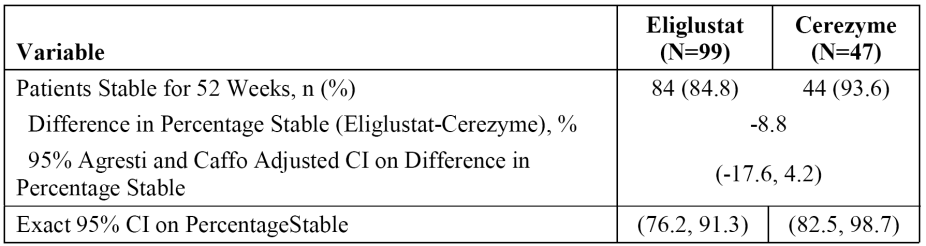 Variable Eliglustat (N=99) Cerezyme (N=47)
Patients Stable for 52 Weeks, n (%) 84 (84.8) 44 (93.6)
Difference in Percentage Stable (Eliglustat-Cerezyme), % -8.8
95% Agresti and Caffo Adjusted CI on Difference in
Percentage Stable (-17.6, 4.2)
Exact 95% CI on PercentageStable (76.2, 91.3) (82.5, 98.7)